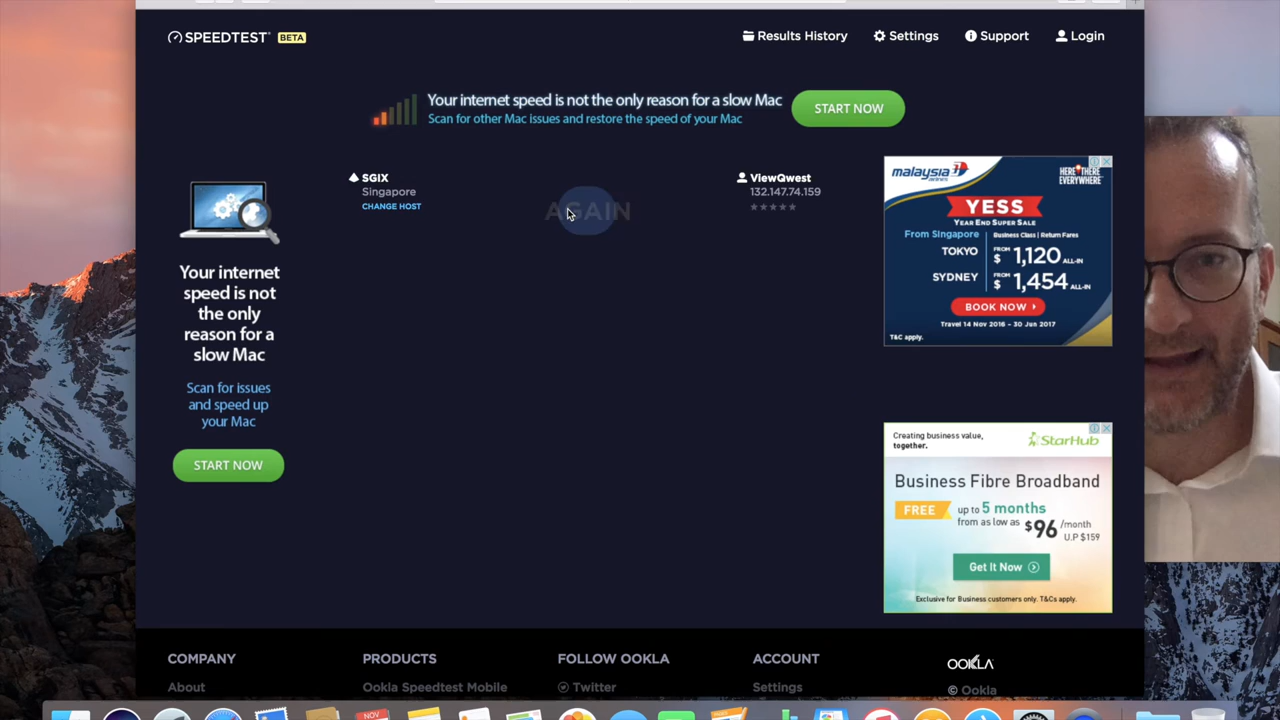 SPEEDTEST BETA
Results History
Settings
Support
Login
Your internet speed is not the only reason for a slow Mac
Scan for other Mac issues and restore the speed of your Mac
START NOW
SGIX
Singapore
CHANGE HOST
AGAIN
ViewQwest
132.147.74.159
Your internet
speed is not
the only
reason for a
slow Mac
Scan for issues
and speed up
your Mac
START NOW
malaysia
airlines
HERE THERE
EVERYWHERE
YESS
YEAR END SUPER SALE
From Singapore
Business Class | Return Fares
TOKYO FROM $ 1,120 ALL-IN
SYDNEY FROM $ 1,454 ALL-IN
BOOK NOW
Travel 14 Nov 2016 – 30 Jun 2017
T&C apply.
Creating business value,
together.
StarHub
Business Fibre Broadband
FREE up to 5 months
from as low as $96 /month
U.P $159
Get It Now
Exclusive for Business customers only. T&Cs apply.
COMPANY
About
PRODUCTS
Ookla Speedtest Mobile
FOLLOW OOKLA
Twitter
ACCOUNT
Settings
OOKLA
© Ookla
NOV